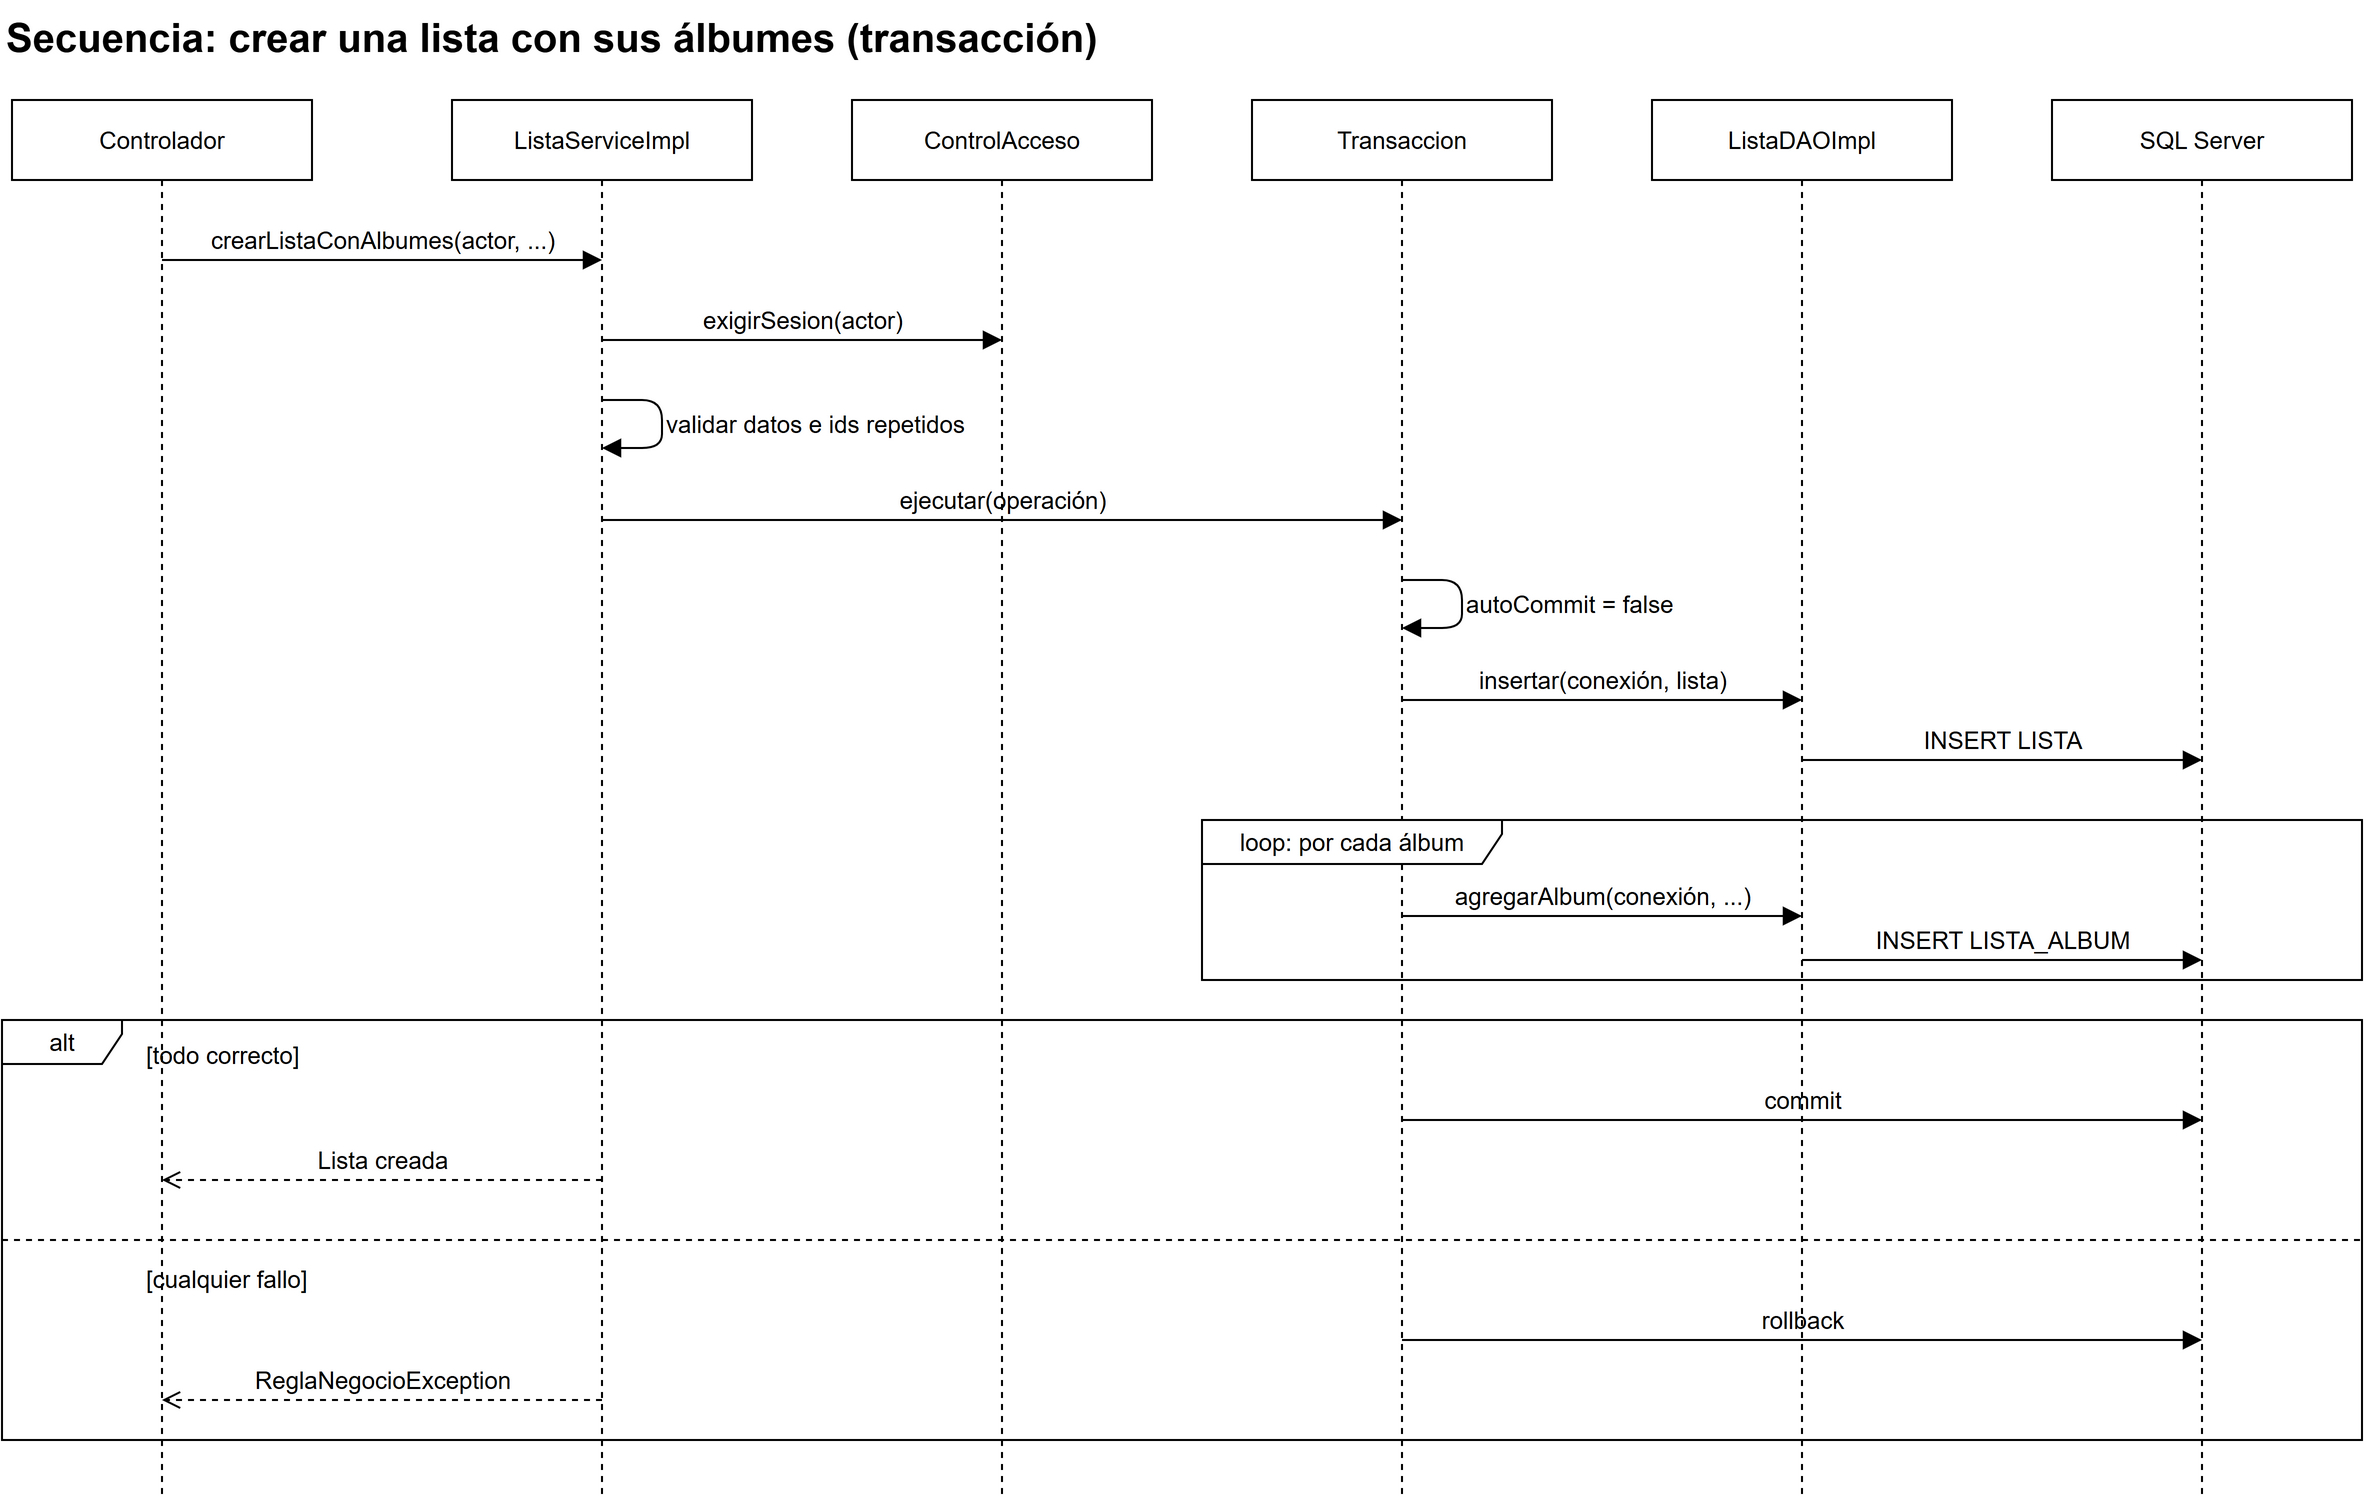 Secuencia: crear una lista con sus álbumes (transacción)
Controlador
ListaServiceImpl
ControlAcceso
Transaccion
ListaDAOImpl
SQL Server
crearListaConAlbumes(actor, ...)
exigirSesion(actor)
validar datos e ids repetidos
ejecutar(operación)
autoCommit = false
insertar(conexión, lista)
INSERT LISTA
loop: por cada álbum
agregarAlbum(conexión, ...)
INSERT LISTA_ALBUM
alt
[todo correcto]
commit
Lista creada
[cualquier fallo]
rollback
ReglaNegocioException